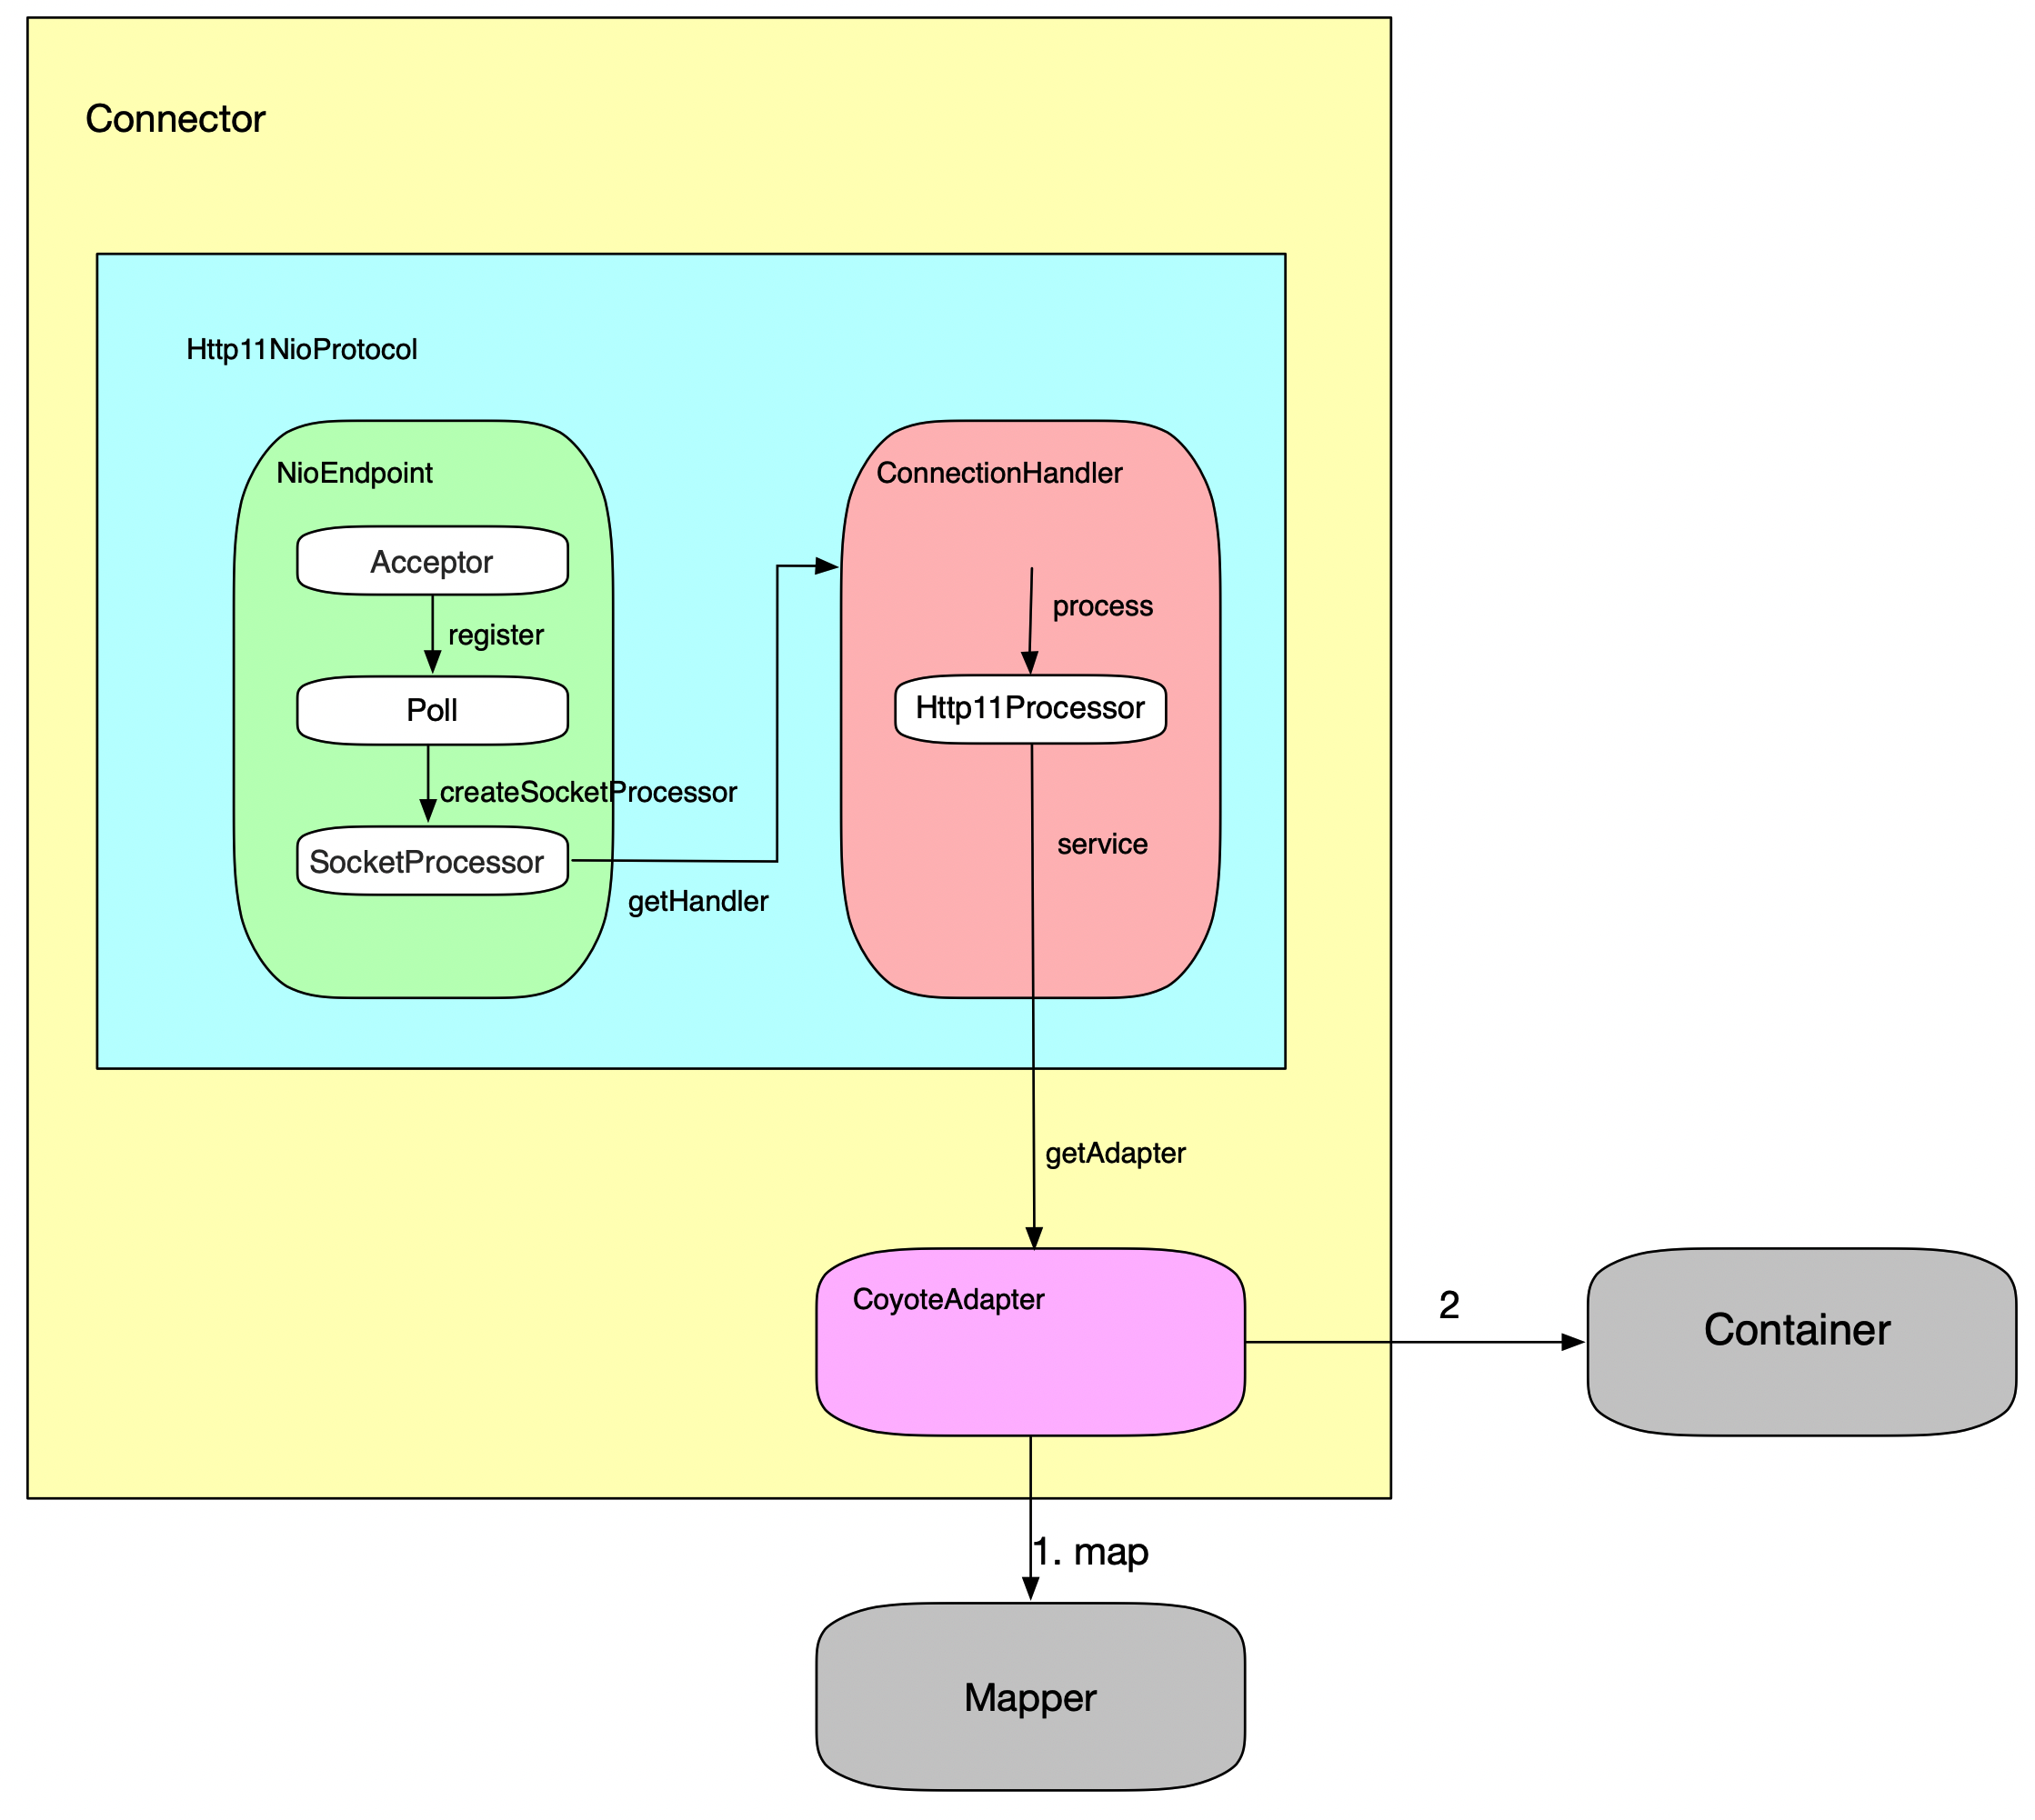 Connector
Http11NioProtocol
NioEndpoint
Acceptor
register
Poll
createSocketProcessor
SocketProcessor
getHandler
ConnectionHandler
process
Http11Processor
service
getAdapter
CoyoteAdapter
2
Container
1. map
Mapper